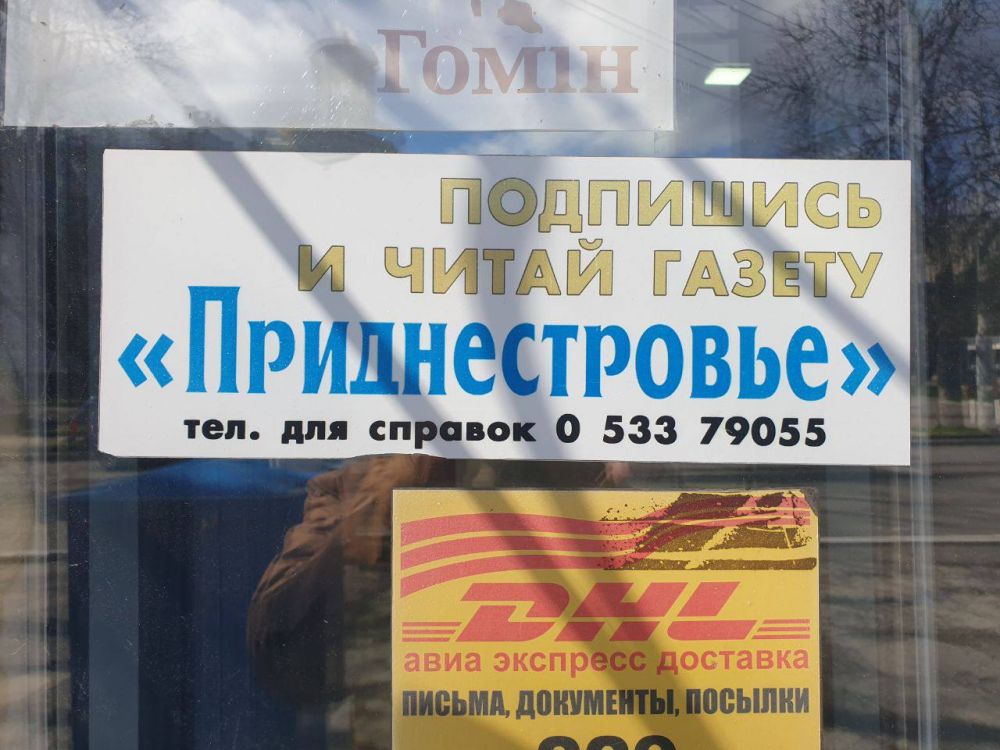 Гомін
ПОДПИШИСЬ
И ЧИТАЙ ГАЗЕТУ
«Приднестровье»
тел. для справок 0 533 79055
DHL
авиа экспресс доставка
ПИСЬМА, ДОКУМЕНТЫ, ПОСЫЛКИ